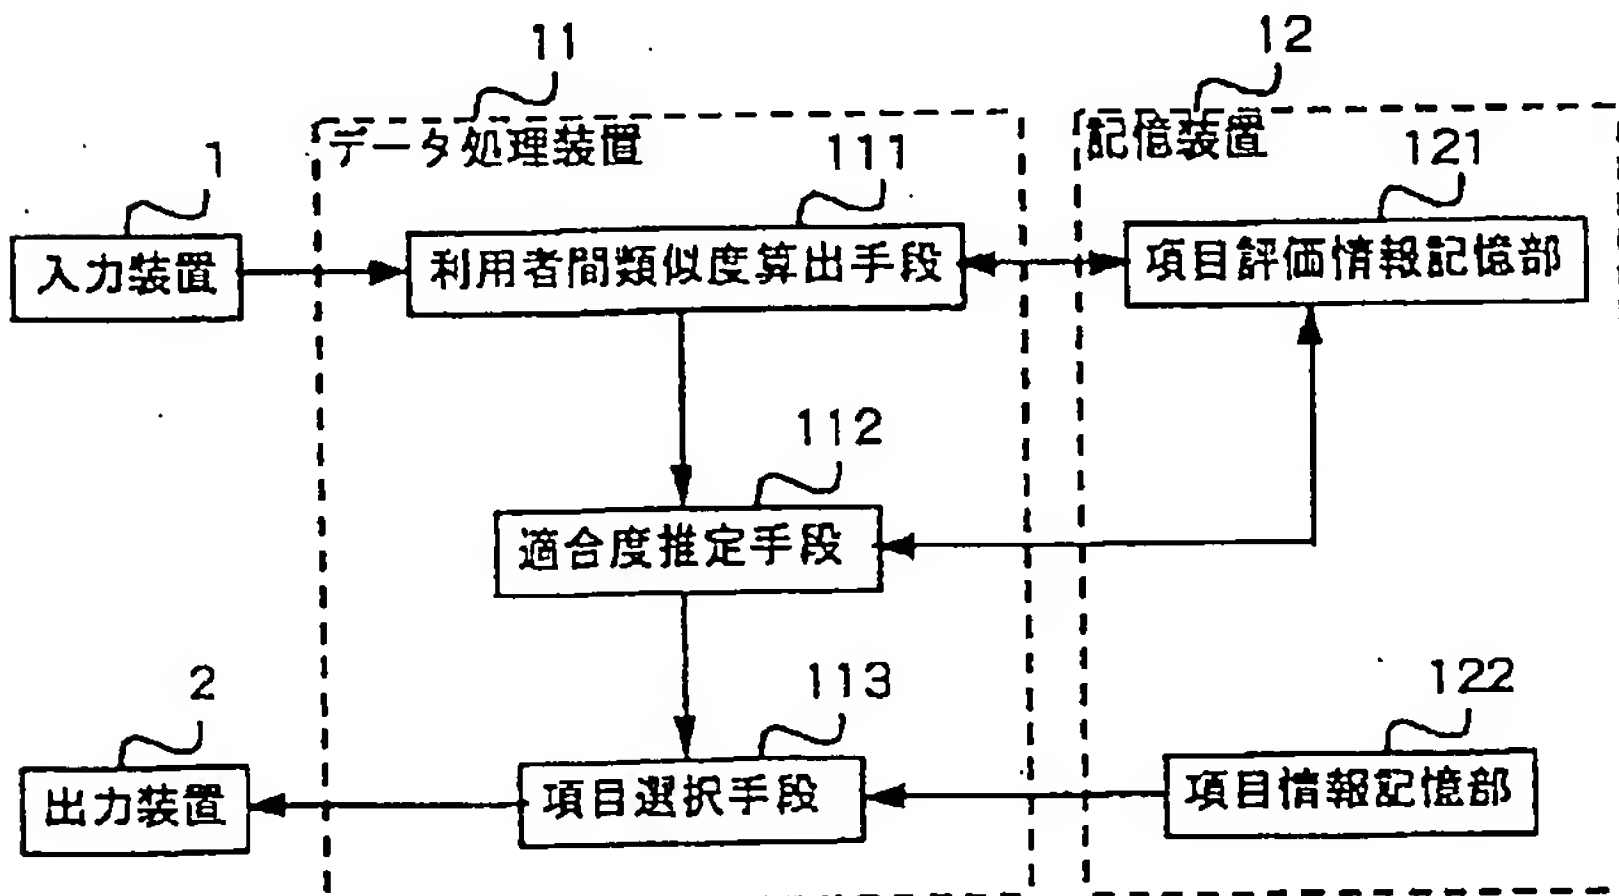 11
12
データ処理装置
記憶装置
1
111
121
入力装置
利用者間類似度算出手段
項目評価情報記憶部
112
適合度推定手段
2
113
122
出力装置
項目選択手段
項目情報記憶部